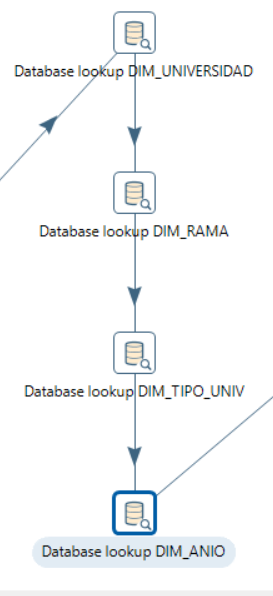 Database lookup DIM_UNIVERSIDAD
Database lookup DIM_RAMA
Database lookup DIM_TIPO_UNIV
Database lookup DIM_ANIO